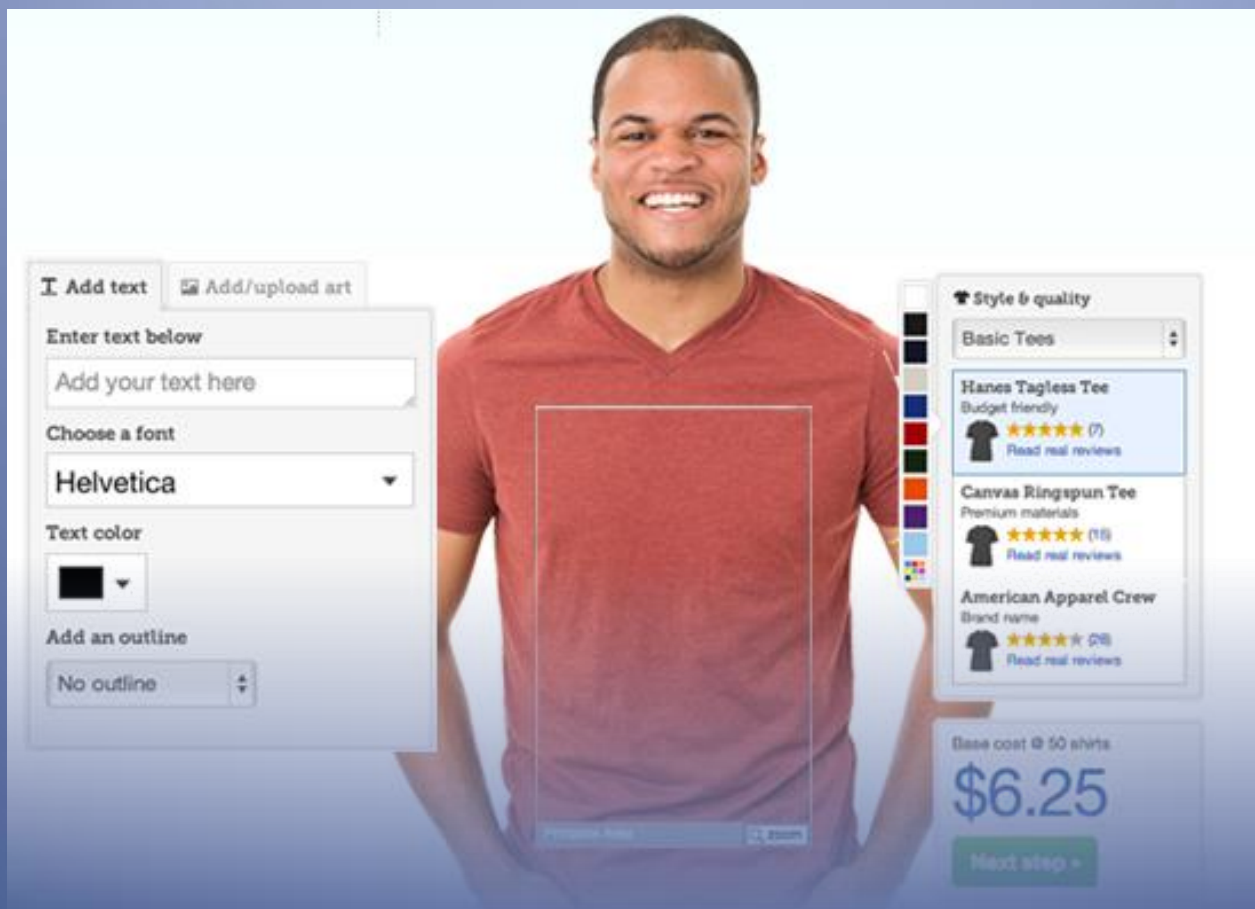 Add text
Add/upload art
Enter text below
Add your text here
Choose a font
Helvetica
Text color
Add an outline
No outline
Style & quality
Basic Tees
Hanes Tagless Tee
Budget friendly
(7)
Read real reviews
Canvas Ringspun Tee
Premium materials
(15)
Read real reviews
American Apparel Crew
Brand name
(28)
Read real reviews
Base cost @ 50 shirts
$6.25
Next step »
zoom